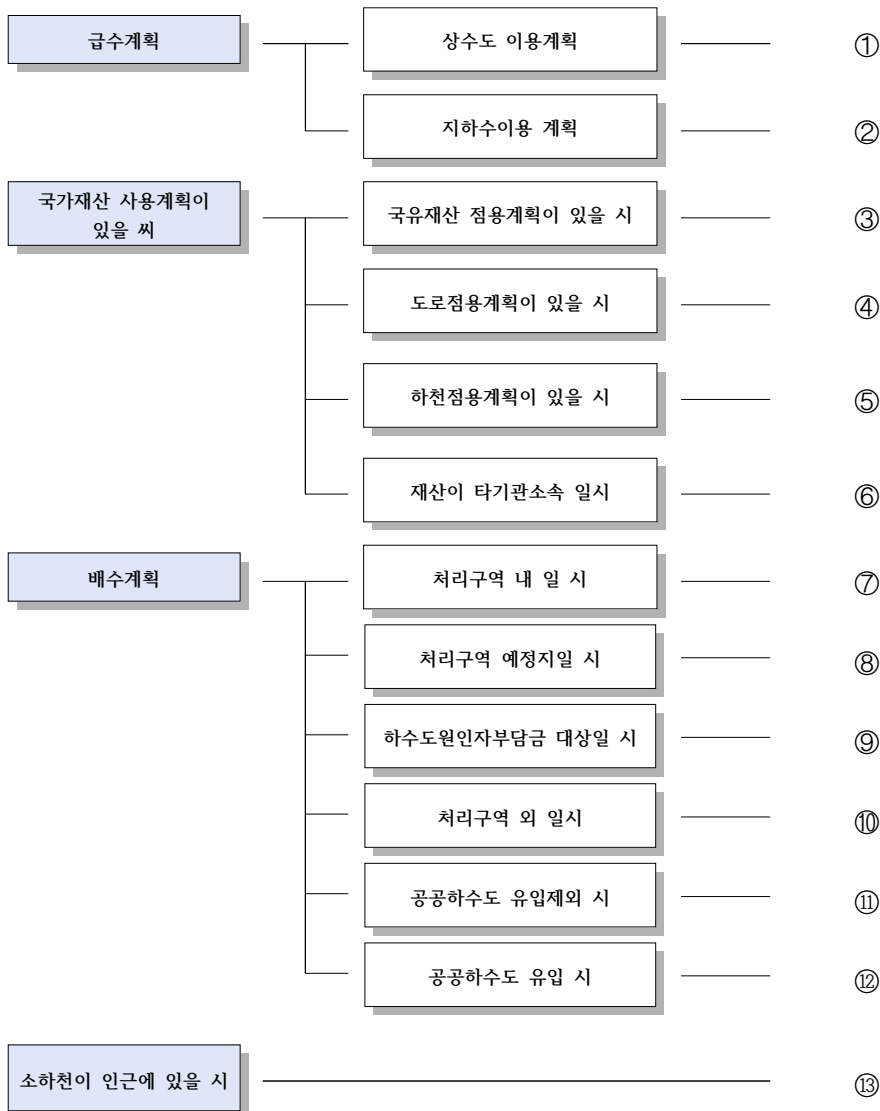 급수계획
상수도 이용계획
①
지하수이용 계획
②
국가재산 사용계획이
있을 씨
국유재산 점용계획이 있을 시
③
도로점용계획이 있을 시
④
하천점용계획이 있을 시
⑤
재산이 타기관소속 일시
⑥
배수계획
처리구역 내 일 시
⑦
처리구역 예정지일 시
⑧
하수도원인자부담금 대상일 시
⑨
처리구역 외 일시
⑩
공공하수도 유입제외 시
⑪
공공하수도 유입 시
⑫
소하천이 인근에 있을 시
⑬